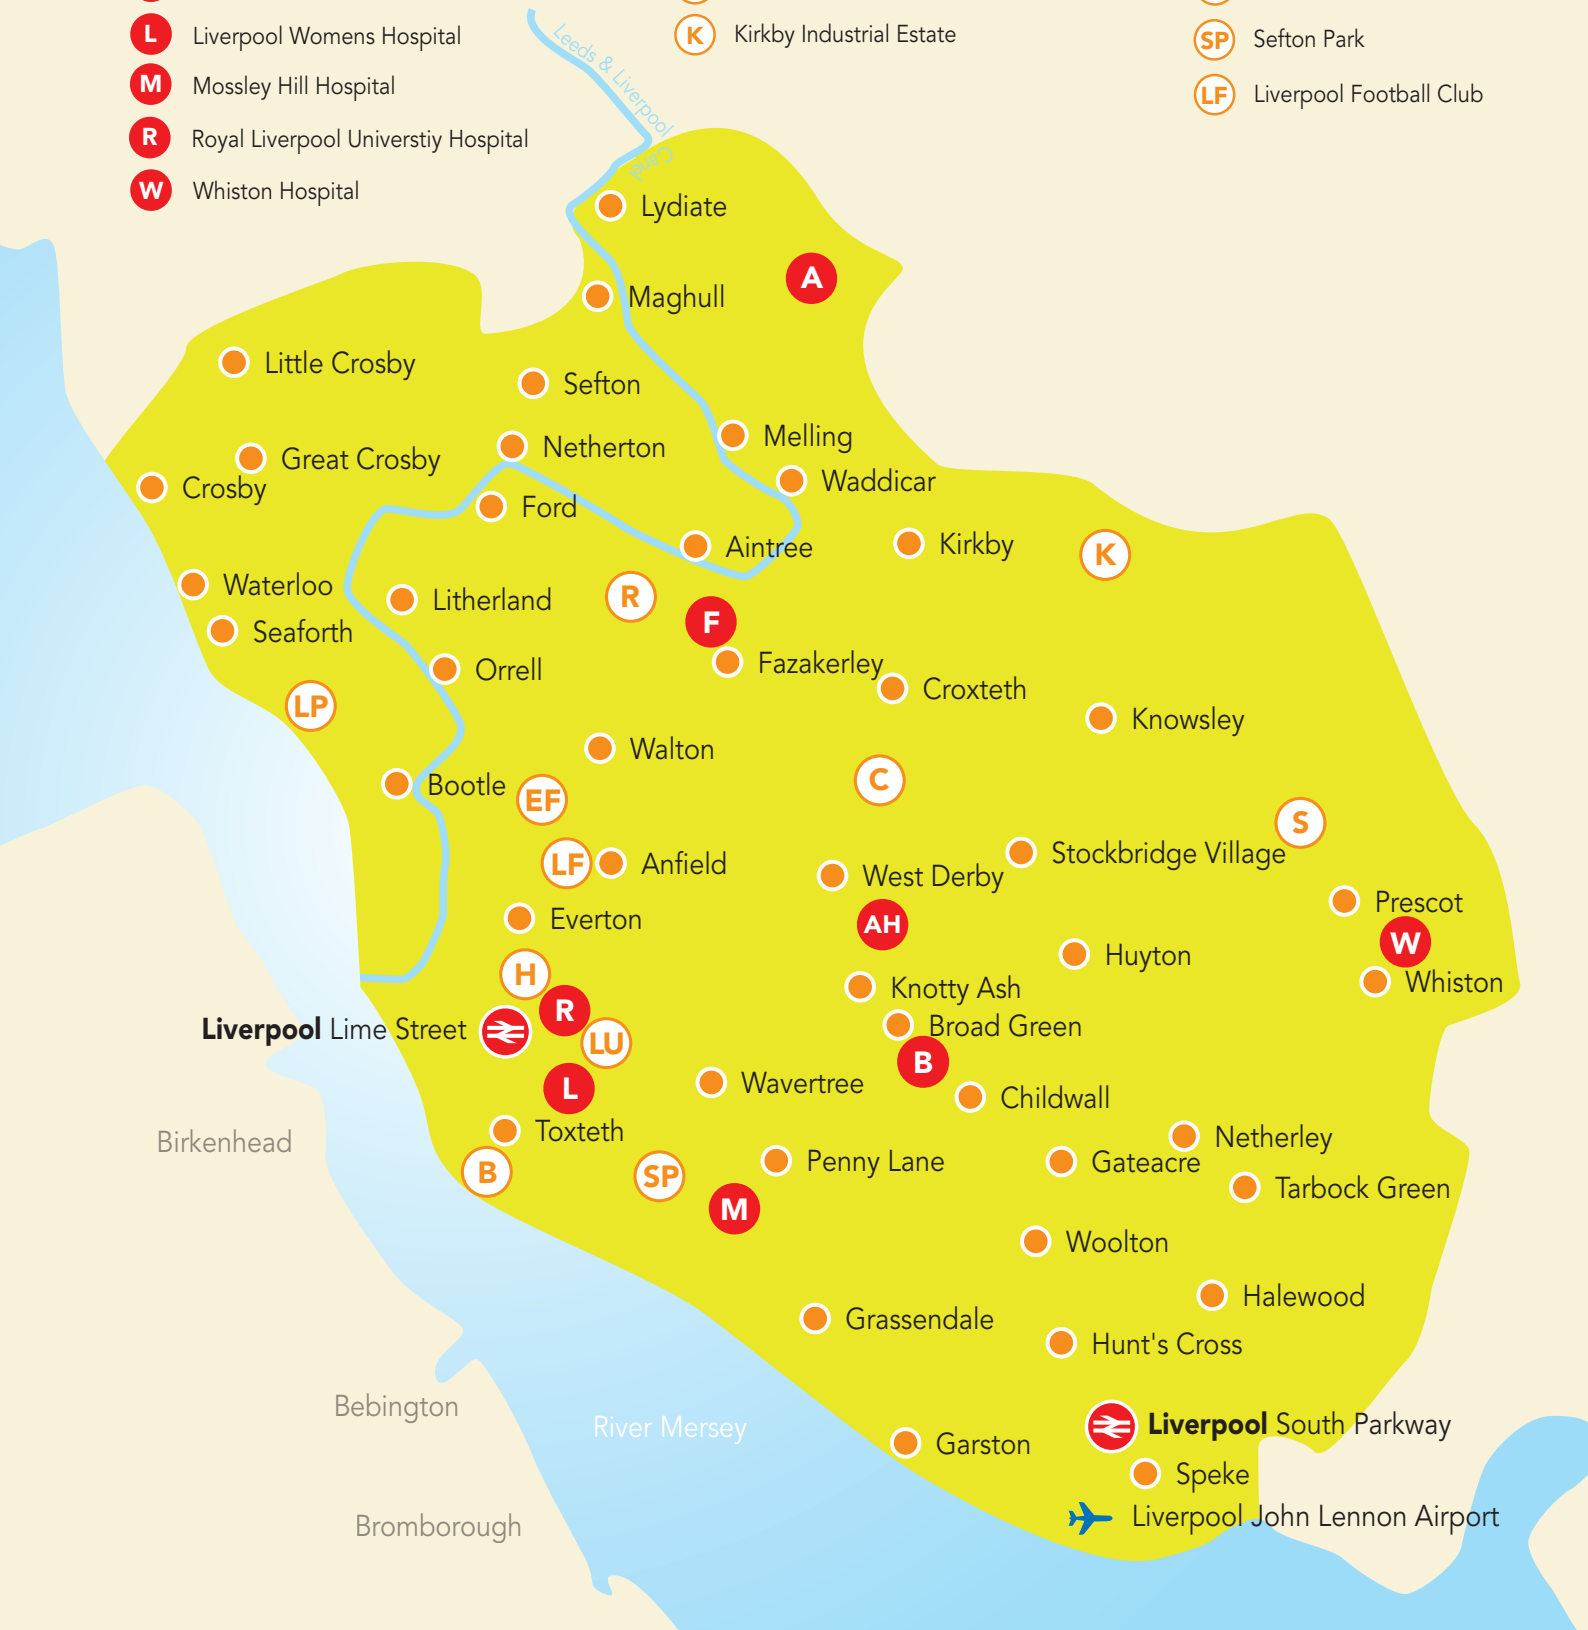 L Liverpool Womens Hospital
K Kirkby Industrial Estate
SP Sefton Park
M Mossley Hill Hospital
LF Liverpool Football Club
R Royal Liverpool Universtiy Hospital
W Whiston Hospital
Leeds & Liverpool
Canal
Lydiate
A
Maghull
Little Crosby
Sefton
Melling
Netherton
Great Crosby
Waddicar
Crosby
Ford
Aintree
Kirkby
K
Waterloo
Litherland
R
F
Seaforth
Fazakerley
Orrell
Croxteth
LP
Knowsley
Walton
C
Bootle
EF
S
Stockbridge Village
LF
Anfield
West Derby
Prescot
Everton
AH
W
Huyton
H
Whiston
Knotty Ash
R
Broad Green
Liverpool Lime Street
LU
B
L
Wavertree
Childwall
Toxteth
Netherley
Birkenhead
B
SP
Penny Lane
Gateacre
Tarbock Green
M
Woolton
Halewood
Grassendale
Hunt's Cross
Bebington
River Mersey
Liverpool South Parkway
Garston
Speke
Liverpool John Lennon Airport
Bromborough